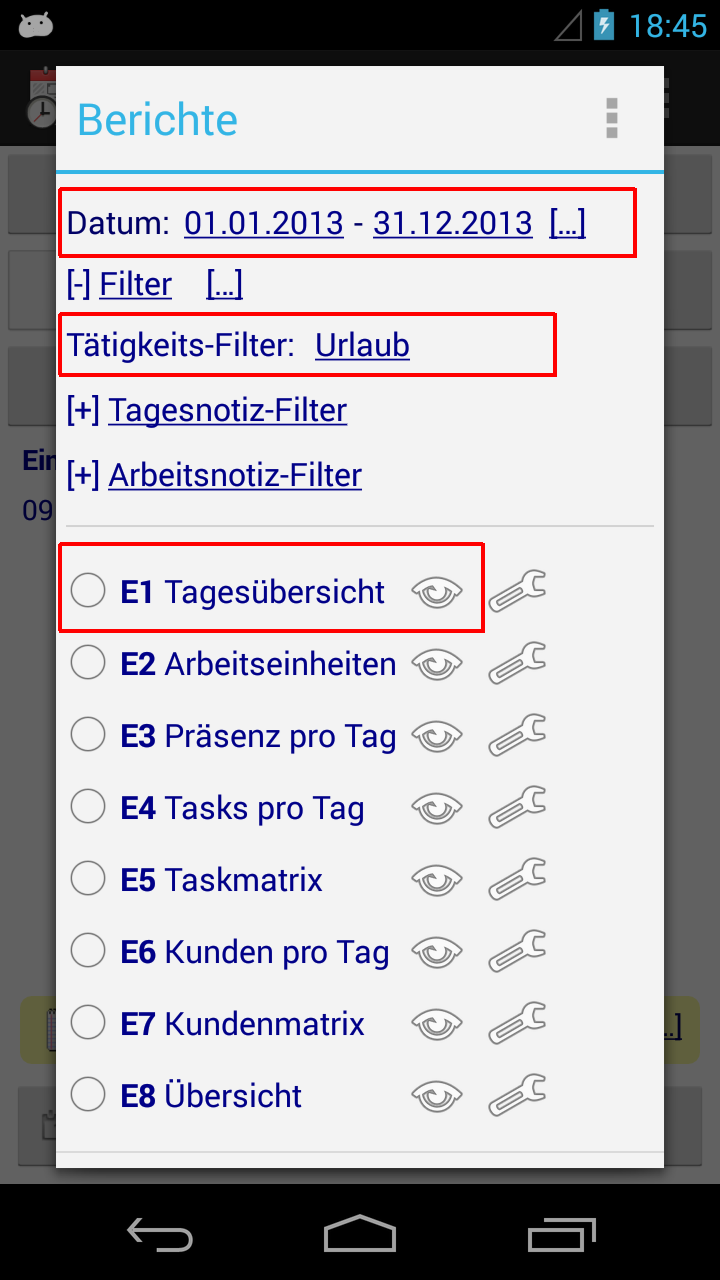 18:45
Berichte
Datum: 01.01.2013 - 31.12.2013 [...]
[-] Filter [...]
Tätigkeits-Filter: Urlaub
[+] Tagesnotiz-Filter
[+] Arbeitsnotiz-Filter
Ein
09
E1 Tagesübersicht
E2 Arbeitseinheiten
E3 Präsenz pro Tag
E4 Tasks pro Tag
E5 Taskmatrix
E6 Kunden pro Tag
E7 Kundenmatrix
..]
E8 Übersicht